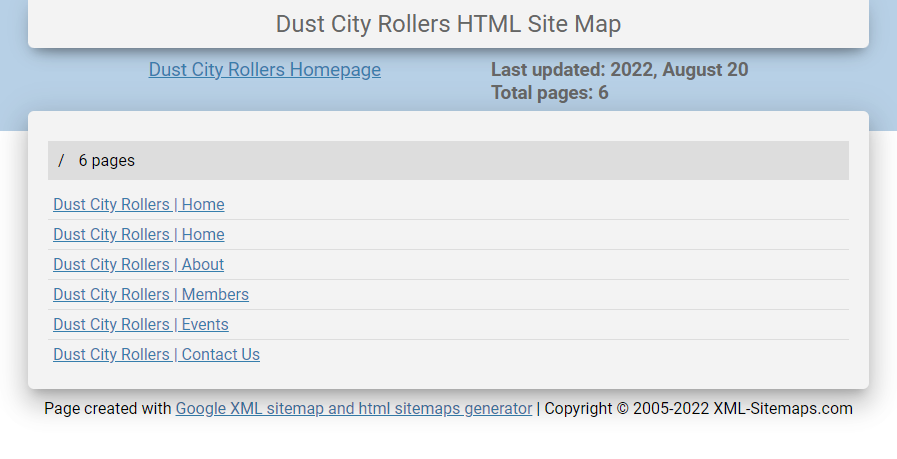 Dust City Rollers HTML Site Map
Dust City Rollers Homepage
Last updated: 2022, August 20
Total pages: 6
/ 6 pages
Dust City Rollers | Home
Dust City Rollers | Home
Dust City Rollers | About
Dust City Rollers | Members
Dust City Rollers | Events
Dust City Rollers | Contact Us
Page created with Google XML sitemap and html sitemaps generator | Copyright © 2005-2022 XML-Sitemaps.com